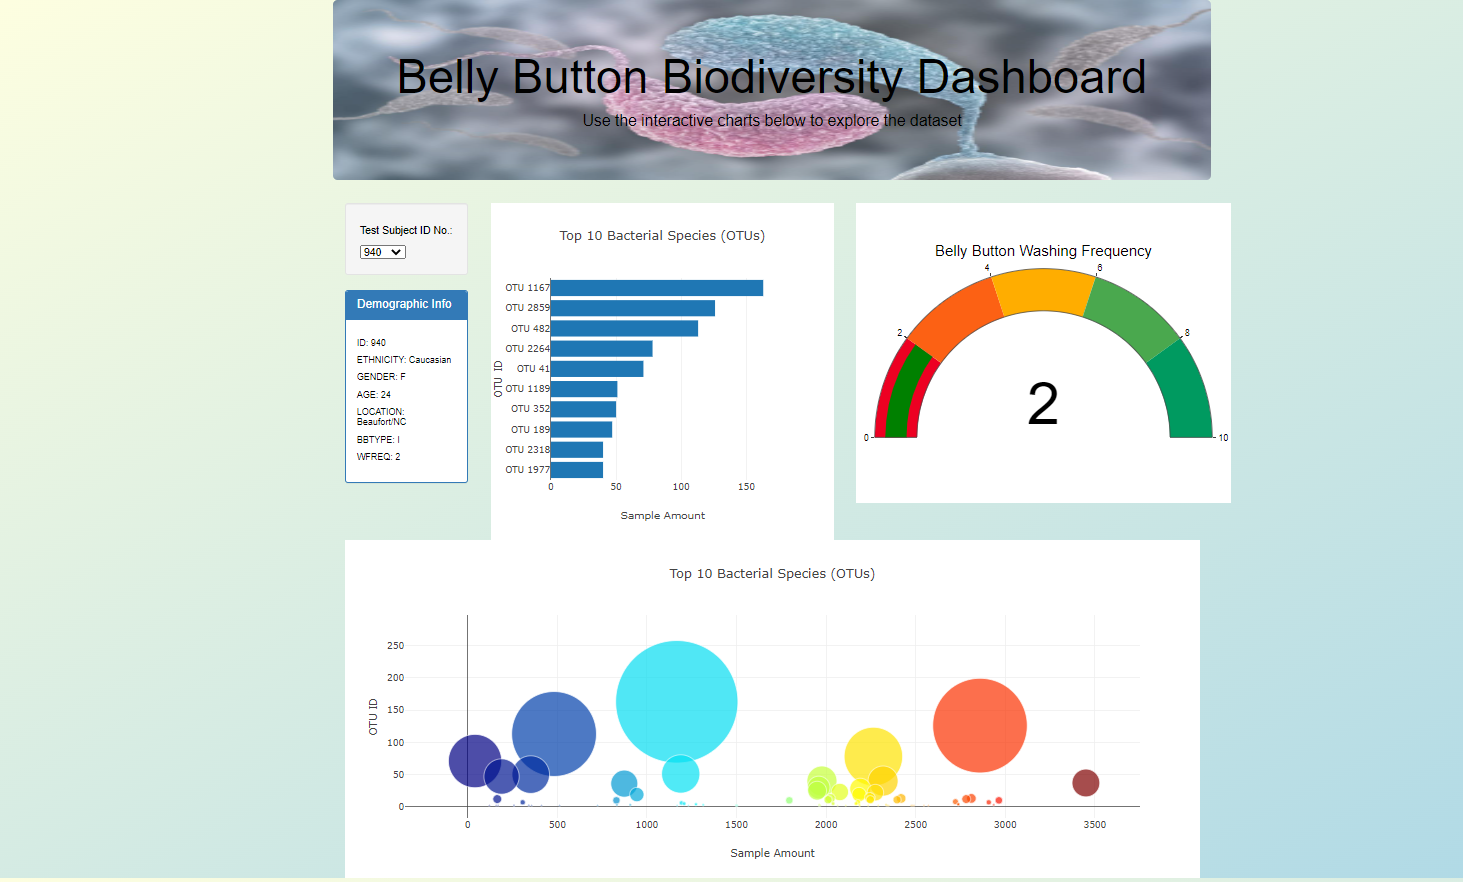 Belly Button Biodiversity Dashboard
Use the interactive charts below to explore the dataset
Test Subject ID No.:
940
Demographic Info
ID: 940
ETHNICITY: Caucasian
GENDER: F
AGE: 24
LOCATION:
Beaufort/NC
BBTYPE: I
WFREQ: 2
Top 10 Bacterial Species (OTUs)
OTU ID
OTU 1167
OTU 2859
OTU 482
OTU 2264
OTU 41
OTU 1189
OTU 352
OTU 189
OTU 2318
OTU 1977
0 50 100 150
Sample Amount
Belly Button Washing Frequency
4 6
2 8
2
0 10
Top 10 Bacterial Species (OTUs)
OTU ID
250
200
150
100
50
0
0 500 1000 1500 2000 2500 3000 3500
Sample Amount